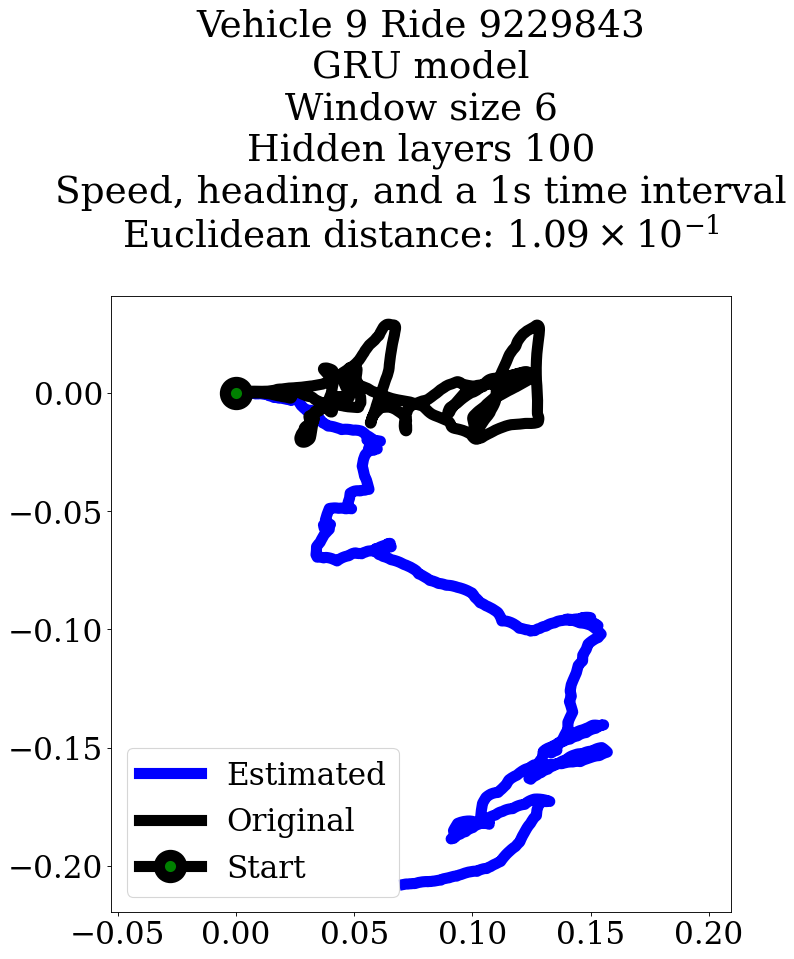 Vehicle 9 Ride 9229843
GRU model
Window size 6
Hidden layers 100
Speed, heading, and a 1s time interval
Euclidean distance: 1.09 × 10⁻¹
0.00
−0.05
−0.10
−0.15
−0.20
Estimated
Original
Start
−0.05 0.00 0.05 0.10 0.15 0.20